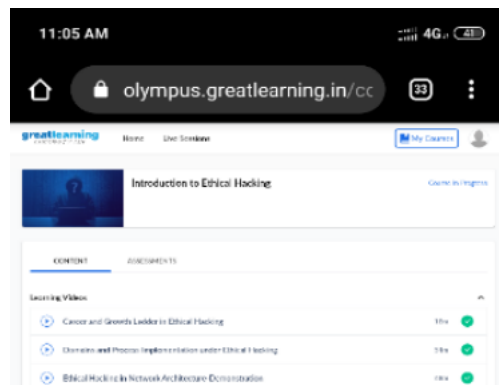 11:05 AM 4G 41
olympus.greatlearning.in/cc 33
greatlearning Home Live Sessions My Courses
Introduction to Ethical Hacking Course in Progress
CONTENT ASSESSMENTS
Learning Videos
Career and Growth Ladder in Ethical Hacking
Domains and Process Implementation under Ethical Hacking
Ethical Hacking in Network Architecture Demonstration